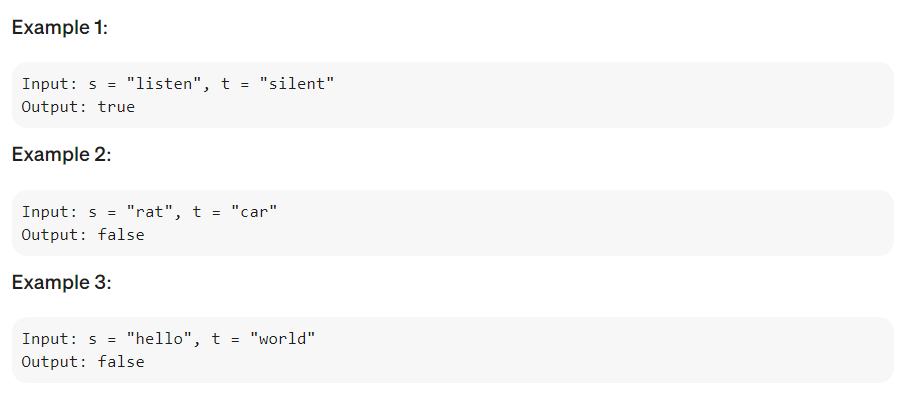 Example 1:
Input: s = "listen", t = "silent"
Output: true
Example 2:
Input: s = "rat", t = "car"
Output: false
Example 3:
Input: s = "hello", t = "world"
Output: false